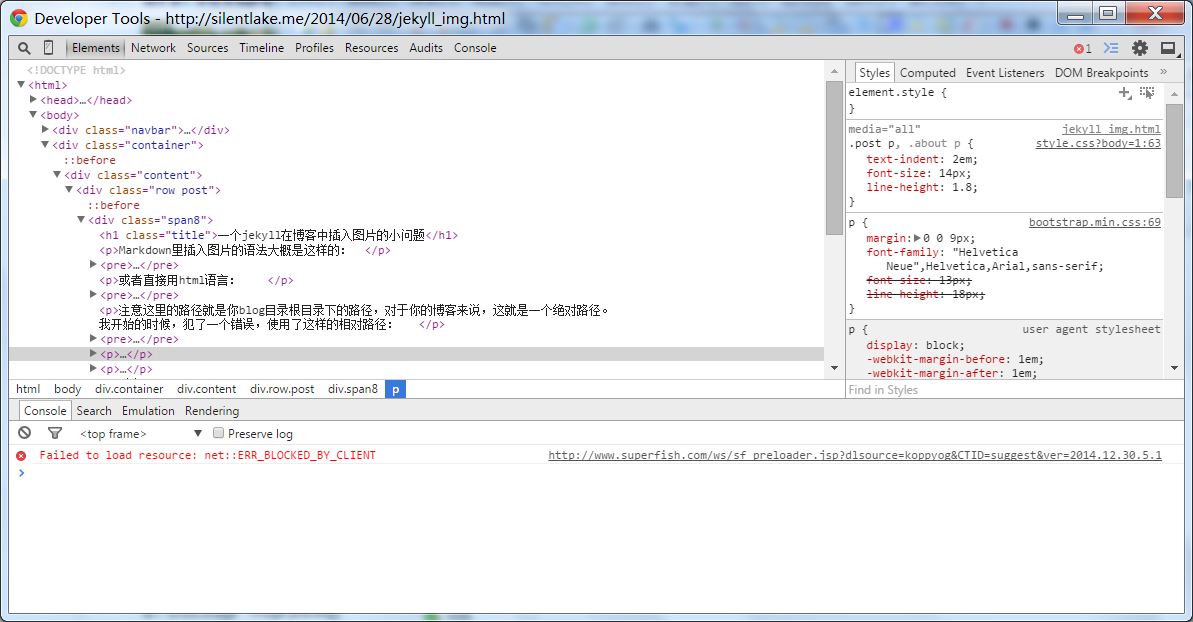 Developer Tools - http://silentlake.me/2014/06/28/jekyll_img.html
Elements Network Sources Timeline Profiles Resources Audits Console
1
<!DOCTYPE html>
<html>
<head>…</head>
<body>
<div class="navbar">…</div>
<div class="container">
::before
<div class="content">
<div class="row post">
::before
<div class="span8">
<h1 class="title">一个jekyll在博客中插入图片的小问题</h1>
<p>Markdown里插入图片的语法大概是这样的： </p>
<pre>…</pre>
<p>或者直接用html语言： </p>
<pre>…</pre>
<p>注意这里的路径就是你blog目录根目录下的路径，对于你的博客来说，这就是一个绝对路径。
我开始的时候，犯了一个错误，使用了这样的相对路径： </p>
<pre>…</pre>
<p>…</p>
<p>…</p>
html body div.container div.content div.row.post div.span8 p
Styles Computed Event Listeners DOM Breakpoints »
element.style {
}
media="all" jekyll_img.html
.post p, .about p { style.css?body=1:63
text-indent: 2em;
font-size: 14px;
line-height: 1.8;
}
p { bootstrap.min.css:69
margin: 0 0 9px;
font-family: "Helvetica
Neue",Helvetica,Arial,sans-serif;
font-size: 13px;
line-height: 18px;
}
p { user agent stylesheet
display: block;
-webkit-margin-before: 1em;
-webkit-margin-after: 1em;
Find in Styles
Console Search Emulation Rendering
<top frame> Preserve log
Failed to load resource: net::ERR_BLOCKED_BY_CLIENT http://www.superfish.com/ws/sf_preloader.jsp?dlsource=koppyog&CTID=suggest&ver=2014.12.30.5.1